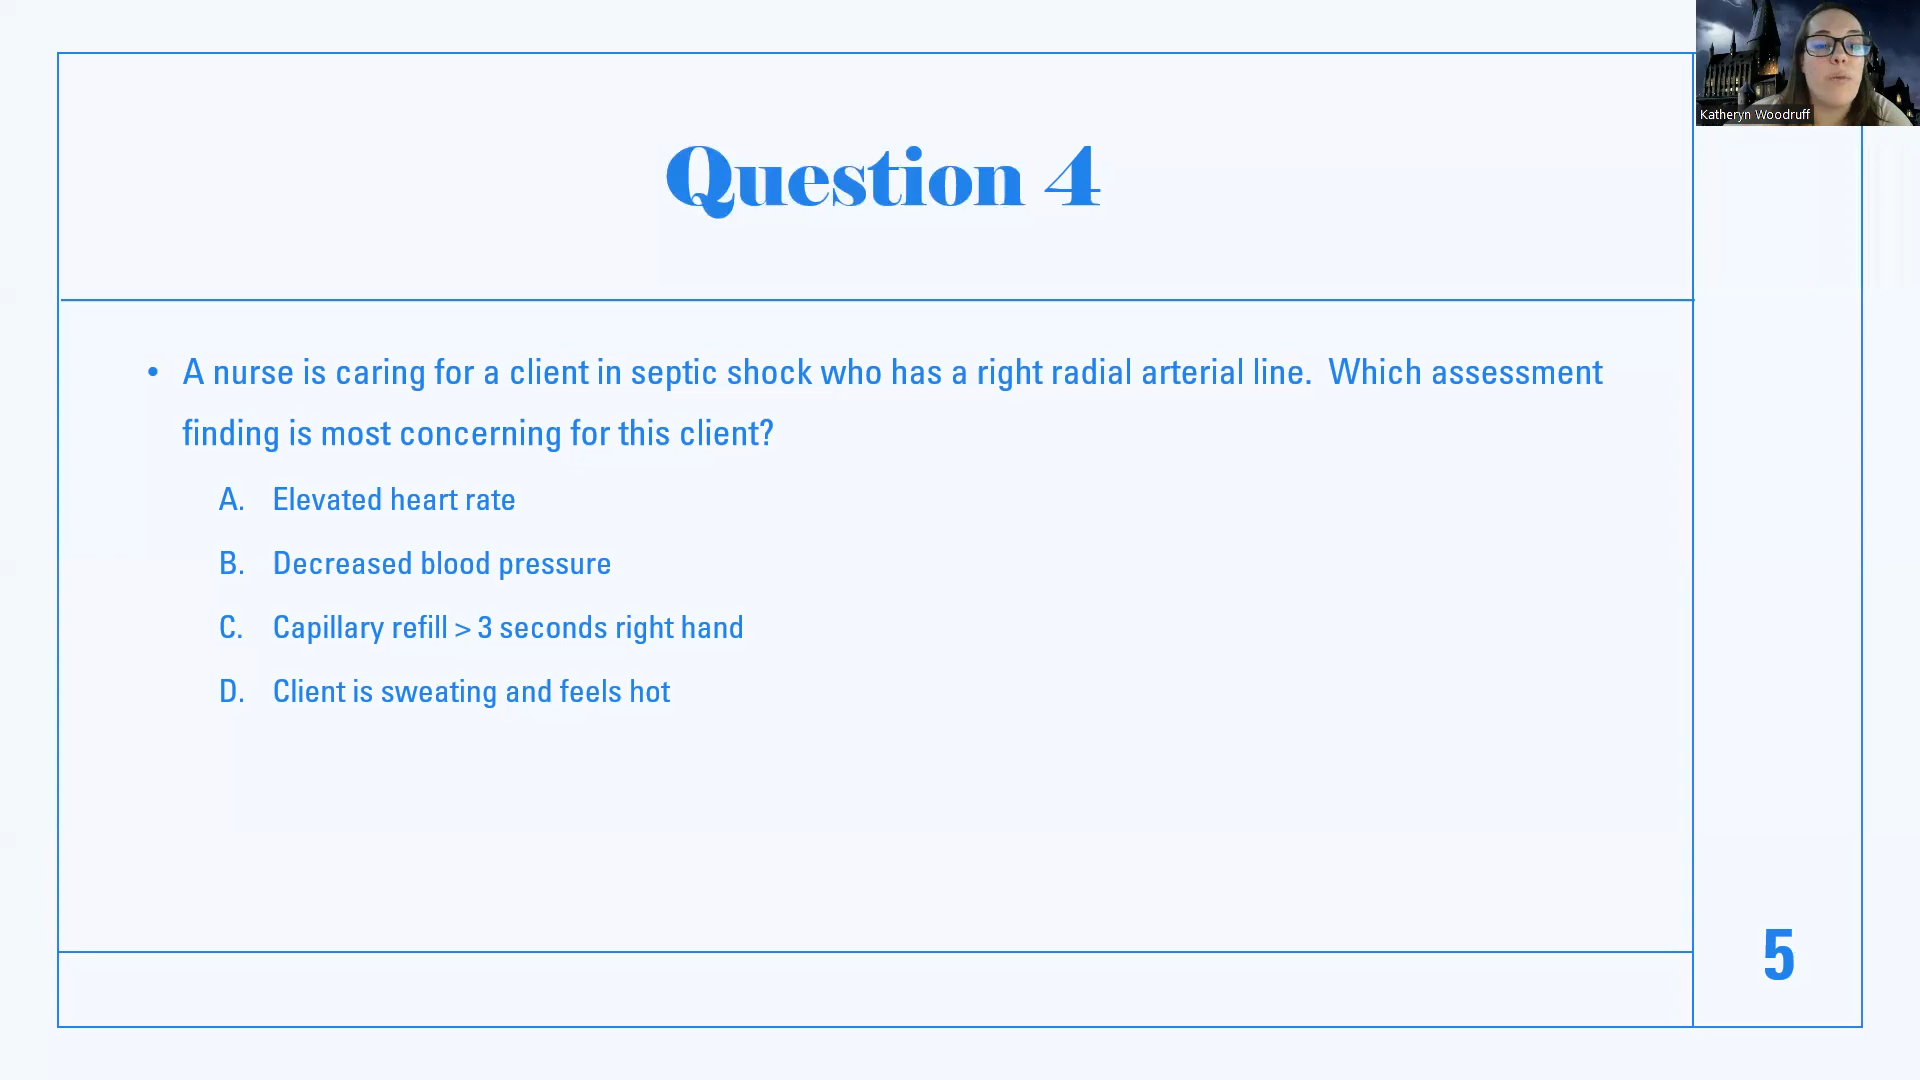 Katheryn Woodruff
Question 4
• A nurse is caring for a client in septic shock who has a right radial arterial line.  Which assessment
finding is most concerning for this client?
A. Elevated heart rate
B. Decreased blood pressure
C. Capillary refill > 3 seconds right hand
D. Client is sweating and feels hot
5